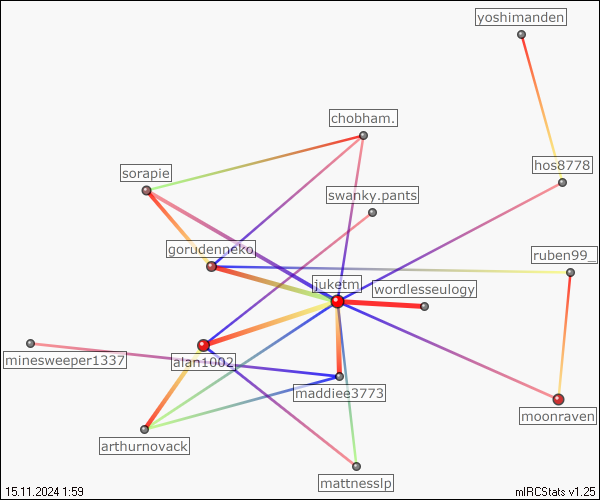 yoshimanden
chobham.
hos8778
sorapie
swanky.pants
gorudenneko
ruben99_
juketm.
wordlesseulogy
minesweeper1337
alan1002
maddiee3773
moonraven
arthurnovack
mattnesslp
15.11.2024 1:59
mIRCStats v1.25